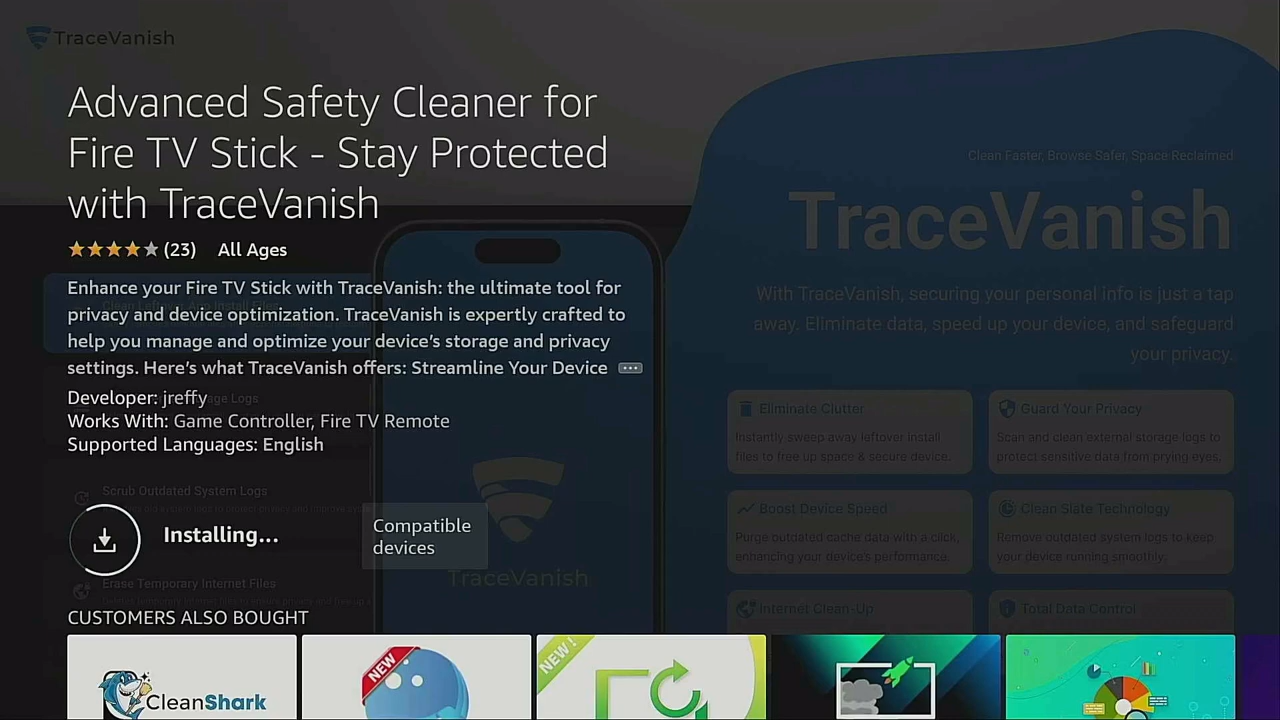 TraceVanish
Advanced Safety Cleaner for
Fire TV Stick - Stay Protected
with TraceVanish
(23) All Ages
Enhance your Fire TV Stick with TraceVanish: the ultimate tool for
privacy and device optimization. TraceVanish is expertly crafted to
help you manage and optimize your device's storage and privacy
settings. Here's what TraceVanish offers: Streamline Your Device
Developer: jreffy
Works With: Game Controller, Fire TV Remote
Supported Languages: English
Scrub Outdated System Logs
Installing...
Compatible
devices
TraceVanish
Erase Temporary Internet Files
Clean Faster, Browse Safer, Space Reclaimed
TraceVanish
With TraceVanish, securing your personal info is just a tap
away. Eliminate data, speed up your device, and safeguard
your privacy.
Eliminate Clutter
Instantly sweep away leftover install
files to free up space & secure device.
Guard Your Privacy
Scan and clean external storage logs to
protect sensitive data from prying eyes.
Boost Device Speed
Purge outdated cache data with a click,
enhancing your device's performance.
Clean Slate Technology
Remove outdated system logs to keep
your device running smoothly.
Internet Clean-Up
Total Data Control
CUSTOMERS ALSO BOUGHT
CleanShark
NEW
NEW!